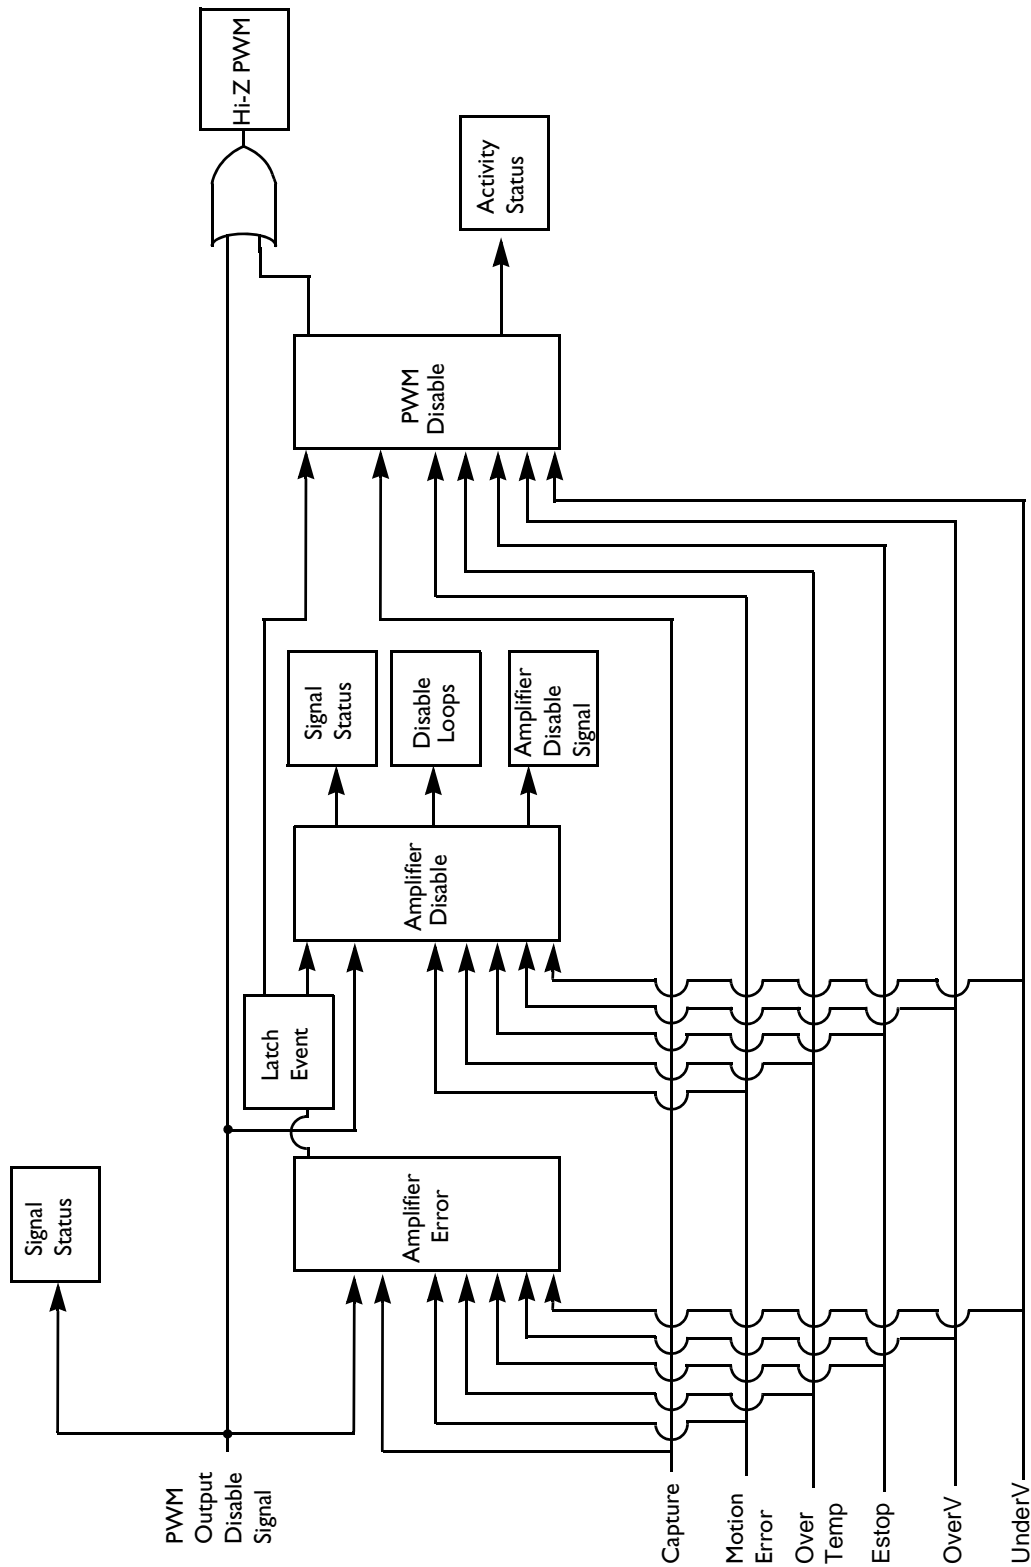 Hi-Z PWM
Activity
Status
PWM
Disable
Signal
Status
Disable
Loops
Amplifier
Disable
Signal
Amplifier
Disable
Latch
Event
Signal
Status
Amplifier
Error
PWM
Output
Disable
Signal
Capture
Motion
Error
Over
Temp
Estop
OverV
UnderV